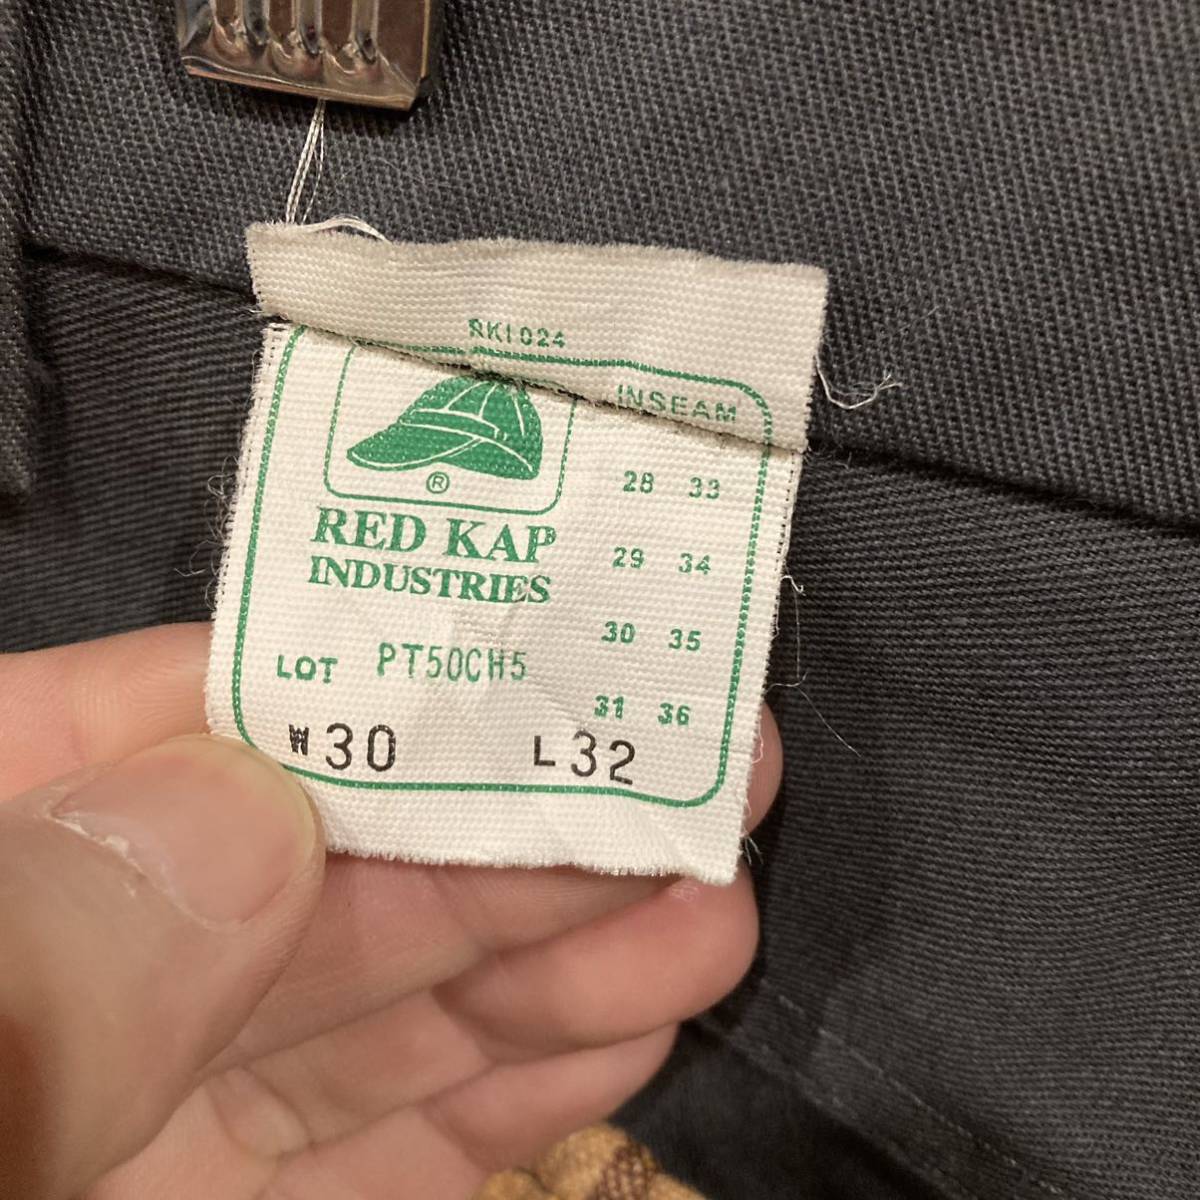 RK1024
INSEAM
28 33
29 34
30 35
31 36
®
RED KAP
INDUSTRIES
LOT PT50CH5
W30 L32